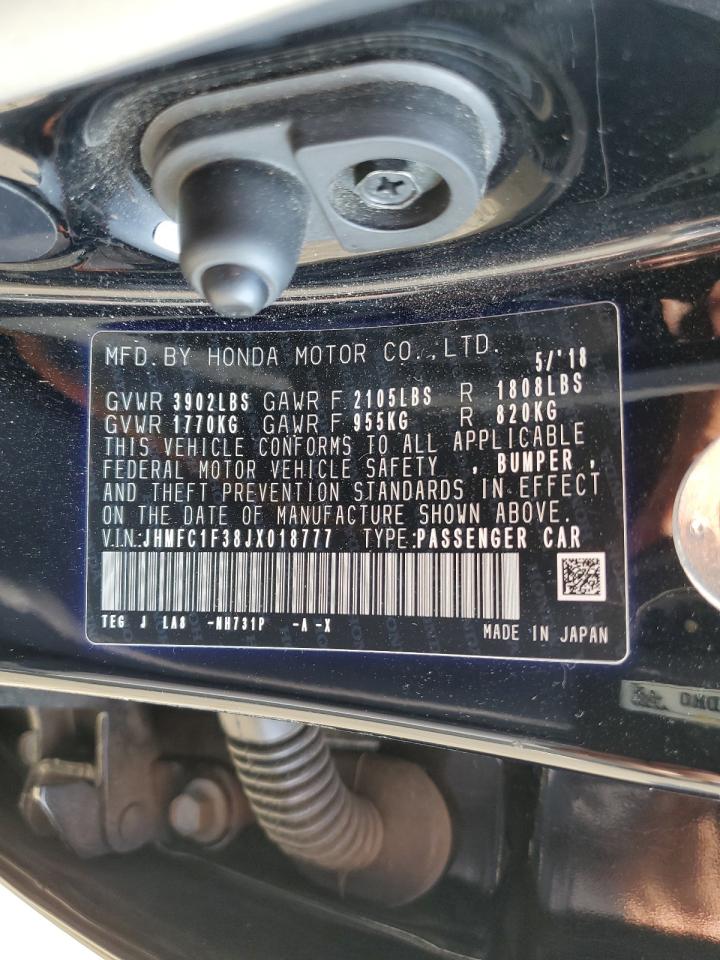 MFD. BY HONDA MOTOR CO., LTD. 5/'18
GVWR 3902LBS GAWR F 2105LBS R 1808LBS
GVWR 1770KG GAWR F 955KG R 820KG
THIS VEHICLE CONFORMS TO ALL APPLICABLE
FEDERAL MOTOR VEHICLE SAFETY , BUMPER ,
AND THEFT PREVENTION STANDARDS IN EFFECT
ON THE DATE OF MANUFACTURE SHOWN ABOVE.
V.I.N:JHMFC1F38JX018777 TYPE:PASSENGER CAR
TEG J LA8 -NH731P -A -X
MADE IN JAPAN